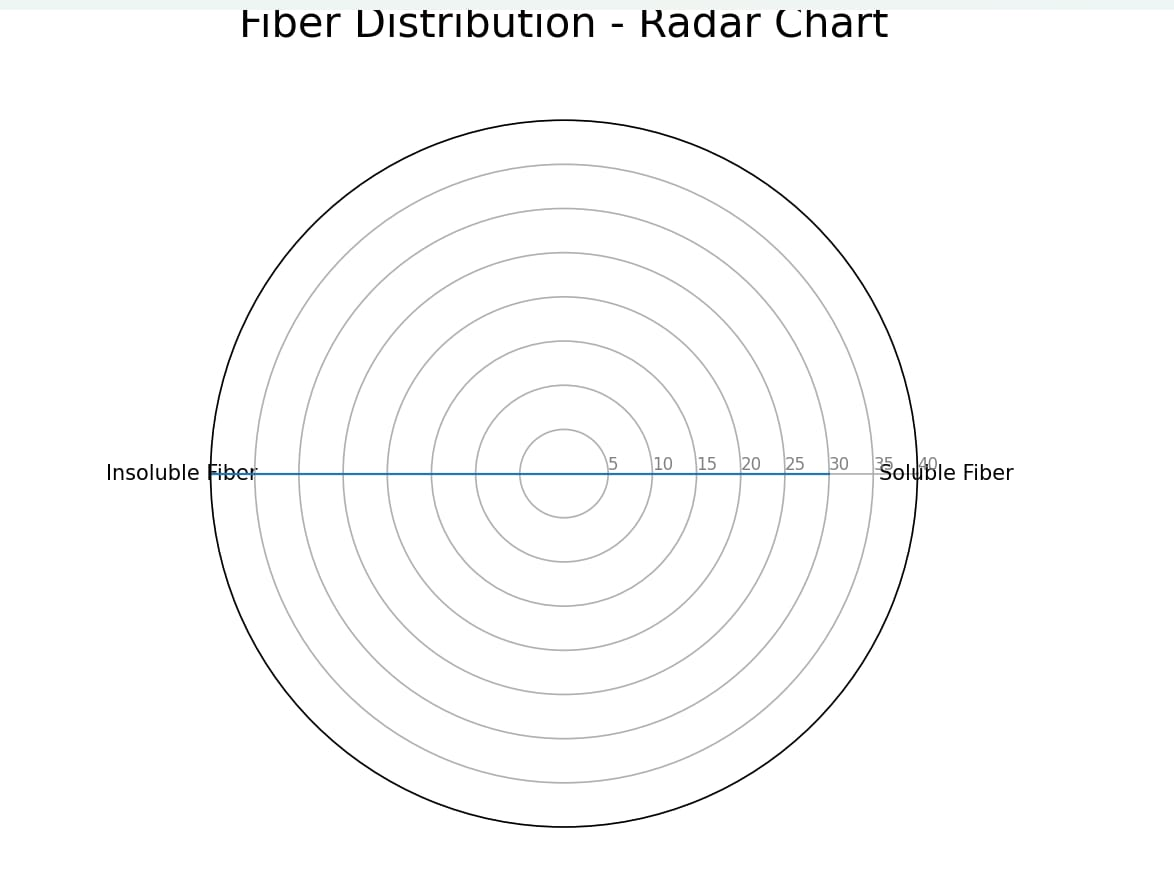 Fiber Distribution - Radar Chart
5 10 15 20 25 30 35 40
Insoluble Fiber
Soluble Fiber